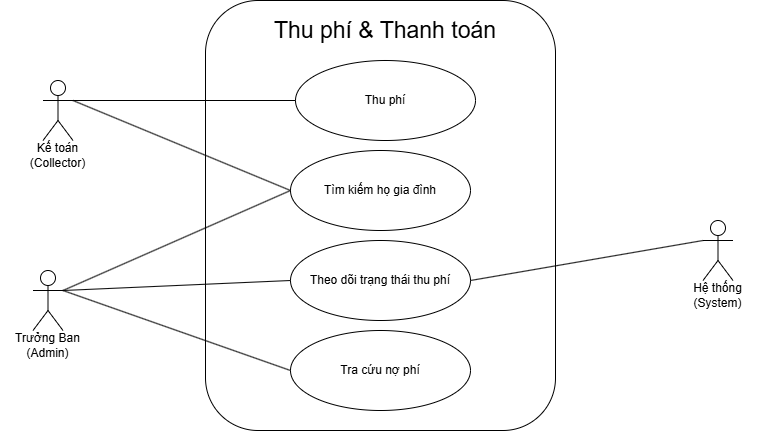 Thu phí & Thanh toán
Thu phí
Kế toán
(Collector)
Tìm kiếm họ gia đình
Theo dõi trạng thái thu phí
Hệ thống
(System)
Trưởng Ban
(Admin)
Tra cứu nợ phí